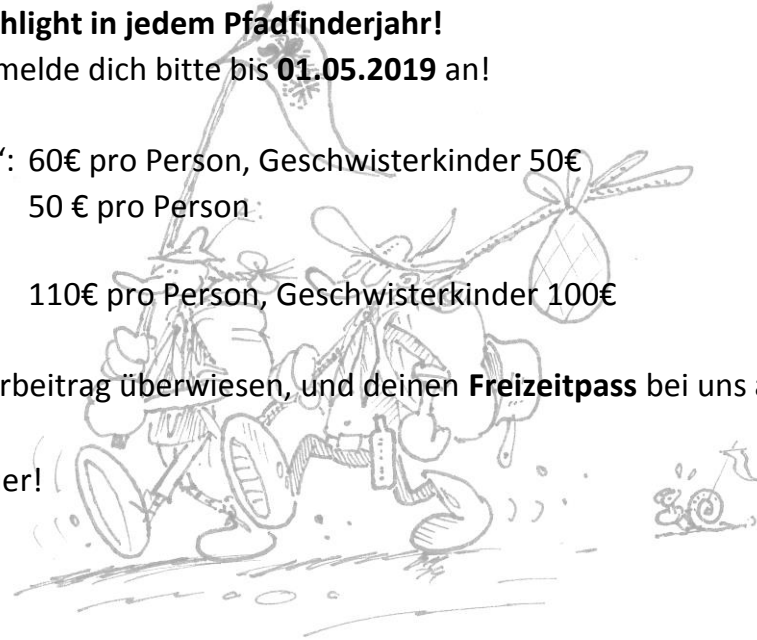 hlight in jedem Pfadfinderjahr!
melde dich bitte bis 01.05.2019 an!
“: 60€ pro Person, Geschwisterkinder 50€
50 € pro Person
110€ pro Person, Geschwisterkinder 100€
rbeitrag überwiesen, und deinen Freizeitpass bei uns a
er!